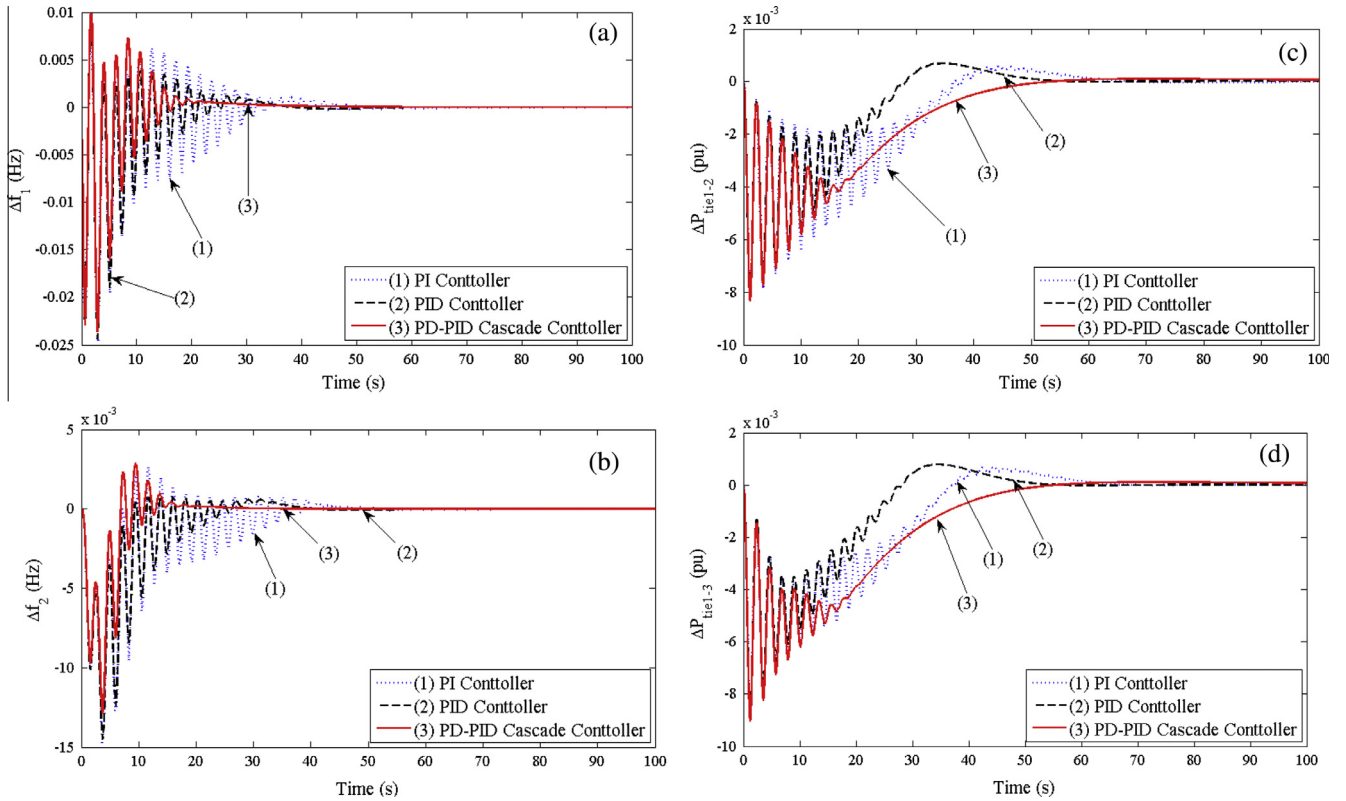 (a)
0.01
0.005
0
-0.005
-0.01
-0.015
-0.02
-0.025
Δf1 (Hz)
(3)
(1)
(2)
(1) PI Conttoller
(2) PID Conttoller
(3) PD-PID Cascade Conttoller
0 10 20 30 40 50 60 70 80 90 100
Time (s)
(c)
x 10-3
2
0
-2
-4
-6
-8
-10
ΔPtie1-2 (pu)
(2)
(3)
(1)
(1) PI Conttoller
(2) PID Conttoller
(3) PD-PID Cascade Conttoller
0 10 20 30 40 50 60 70 80 90 100
Time (s)
(b)
x 10-3
5
0
-5
-10
-15
Δf2 (Hz)
(1)
(3)
(2)
(1) PI Conttoller
(2) PID Conttoller
(3) PD-PID Cascade Conttoller
0 10 20 30 40 50 60 70 80 90 100
Time (s)
(d)
x 10-3
2
0
-2
-4
-6
-8
-10
ΔPtie1-3 (pu)
(3)
(1)
(2)
(1) PI Conttoller
(2) PID Conttoller
(3) PD-PID Cascade Conttoller
0 10 20 30 40 50 60 70 80 90 100
Time (s)